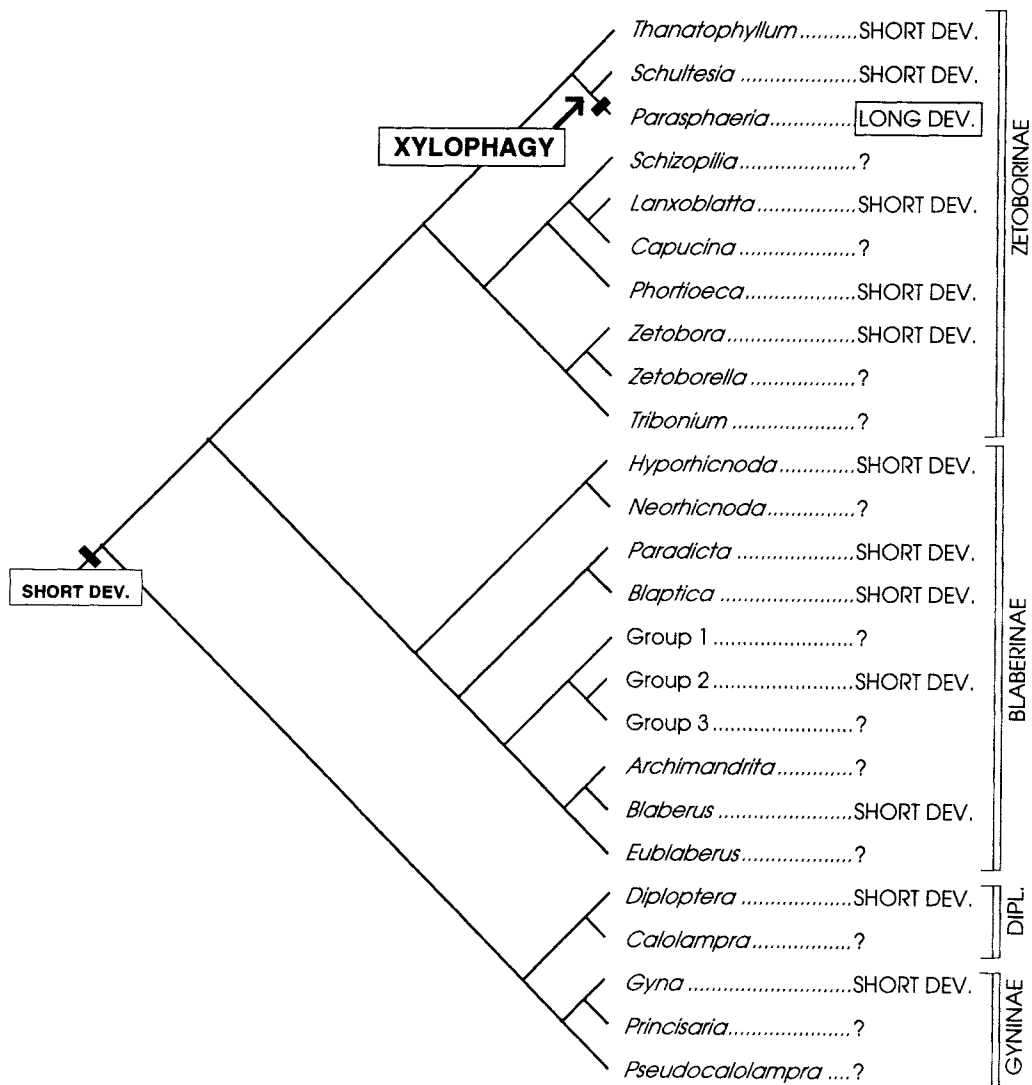 Thanatophyllum..........SHORT DEV.
Schultesia....................SHORT DEV.
Parasphaeria...............LONG DEV.
XYLOPHAGY
Schizopilia....................?
Lanxoblatta.................SHORT DEV.
Capucina....................?
Phortioeca...................SHORT DEV.
Zetobora.....................SHORT DEV.
Zetoborella..................?
Tribonium....................?
ZETOBORINAE
Hyporhicnoda.............SHORT DEV.
Neorhicnoda...............?
Paradicta....................SHORT DEV.
Blaptica.......................SHORT DEV.
SHORT DEV.
Group 1.......................?
Group 2.......................SHORT DEV.
Group 3.......................?
Archimandrita.............?
Blaberus......................SHORT DEV.
Eublaberus..................?
BLABERINAE
Diploptera...................SHORT DEV.
Calolampra.................?
DIPL.
Gyna............................SHORT DEV.
Princisaria....................?
Pseudocalolampra....?
GYNINAE